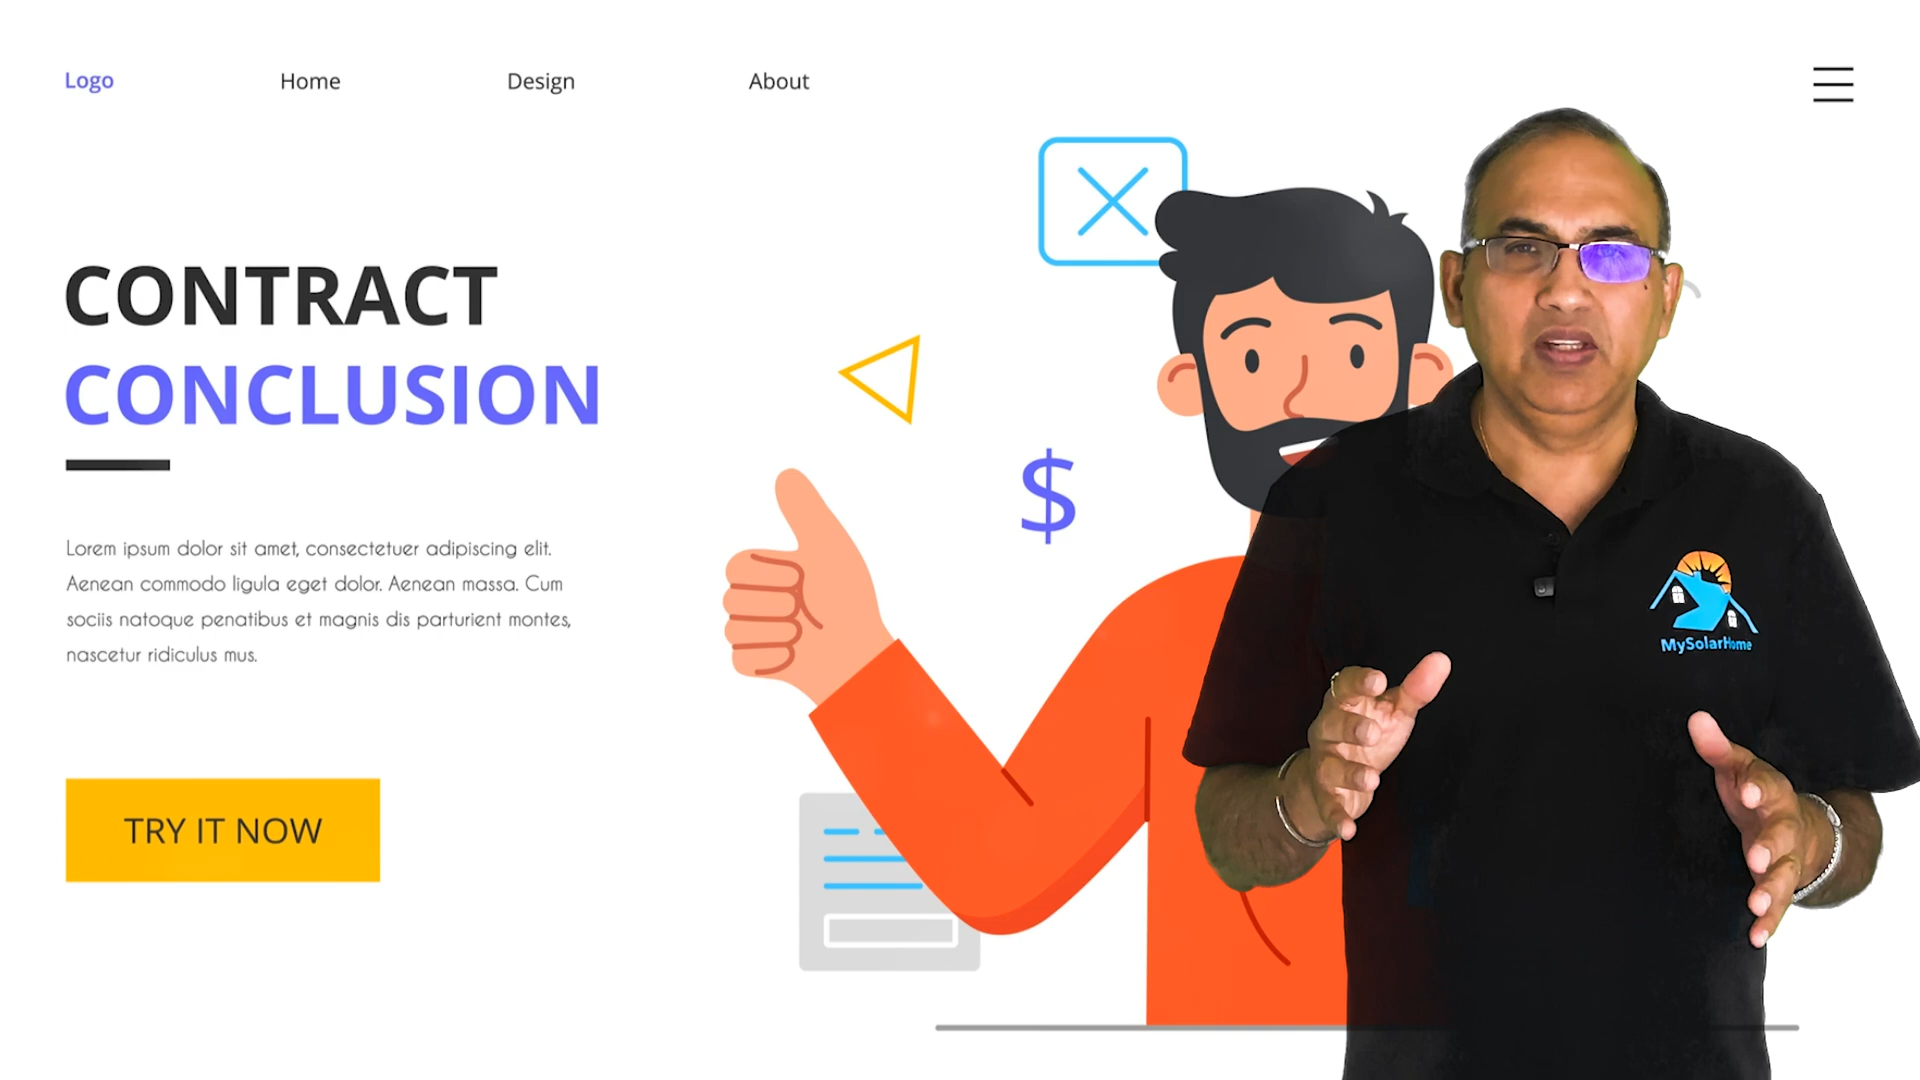 Logo
Home
Design
About
CONTRACT
CONCLUSION
Lorem ipsum dolor sit amet, consectetuer adipiscing elit.
Aenean commodo ligula eget dolor. Aenean massa. Cum
sociis natoque penatibus et magnis dis parturient montes,
nascetur ridiculus mus.
TRY IT NOW
$
MySolarHome